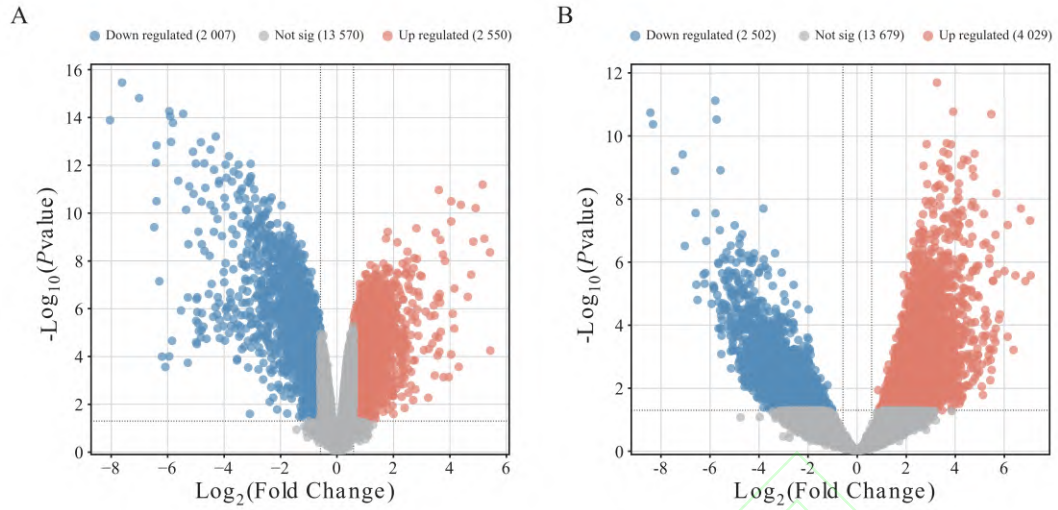 A
Down regulated (2 007) Not sig (13 570) Up regulated (2 550)
16
14
12
10
8
6
4
2
0
-Log10(Pvalue)
−8 −6 −4 −2 0 2 4 6
Log2(Fold Change)
B
Down regulated (2 502) Not sig (13 679) Up regulated (4 029)
12
10
8
6
4
2
0
-Log10(Pvalue)
-8 -6 -4 -2 0 2 4 6
Log2(Fold Change)